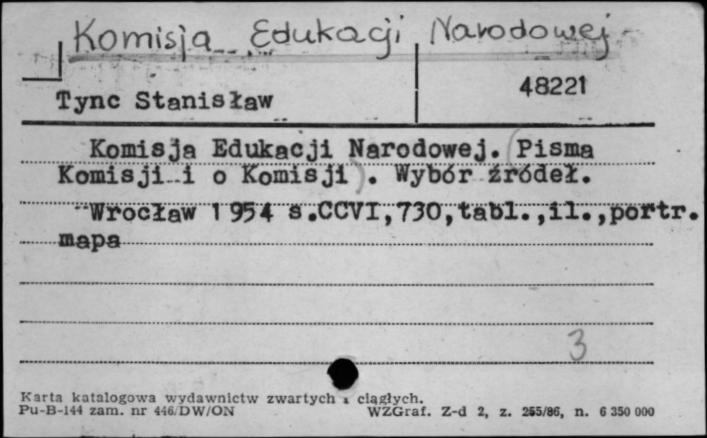 Komisja Edukacji Narodowej
48221
Tync Stanisław
Komisja Edukacji Narodowej. (Pisma
Komisji i o Komisji). Wybór źródeł.
Wrocław 1954 s.CCVI,730,tabl.,il.,portr.
mapa
3
Karta katalogowa wydawnictw zwartych i ciągłych.
Pu-B-144 zam. nr 446/DW/ON WZGraf. Z-d 2, z. 255/86, n. 6 350 000